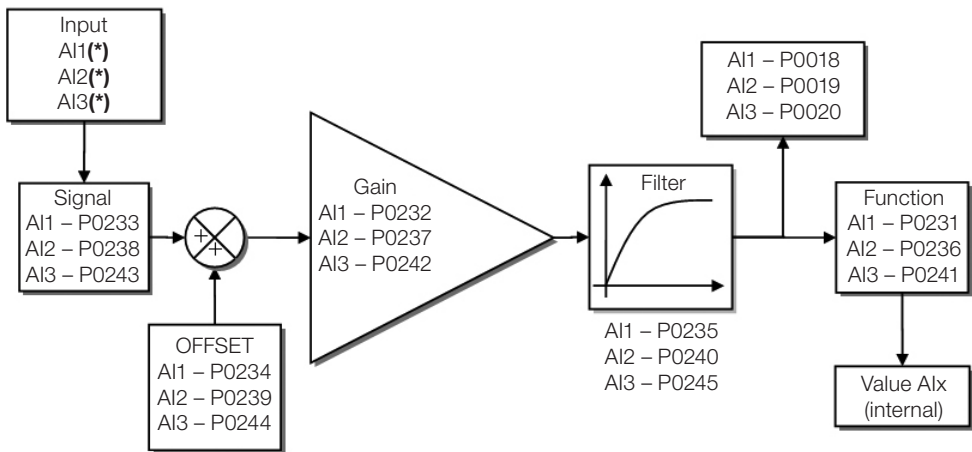 Input
AI1(*)
AI2(*)
AI3(*)
Signal
AI1 – P0233
AI2 – P0238
AI3 – P0243
+
+
OFFSET
AI1 – P0234
AI2 – P0239
AI3 – P0244
Gain
AI1 – P0232
AI2 – P0237
AI3 – P0242
Filter
AI1 – P0235
AI2 – P0240
AI3 – P0245
AI1 – P0018
AI2 – P0019
AI3 – P0020
Function
AI1 – P0231
AI2 – P0236
AI3 – P0241
Value AIx
(internal)